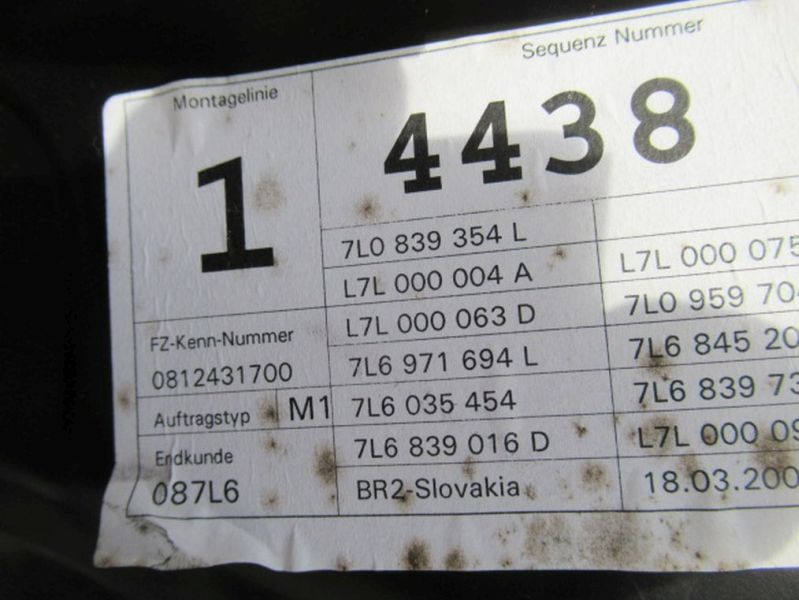 Montagelinie
1
Sequenz Nummer
4438
7L0 839 354 L
L7L 000 004 A
L7L 000 075
L7L 000 063 D
7L0 959 70
FZ-Kenn-Nummer
0812431700
7L6 971 694 L
7L6 845 20
Auftragstyp M1
7L6 035 454
7L6 839 73
Endkunde
087L6
7L6 839 016 D
L7L 000 09
BR2-Slovakia
18.03.200